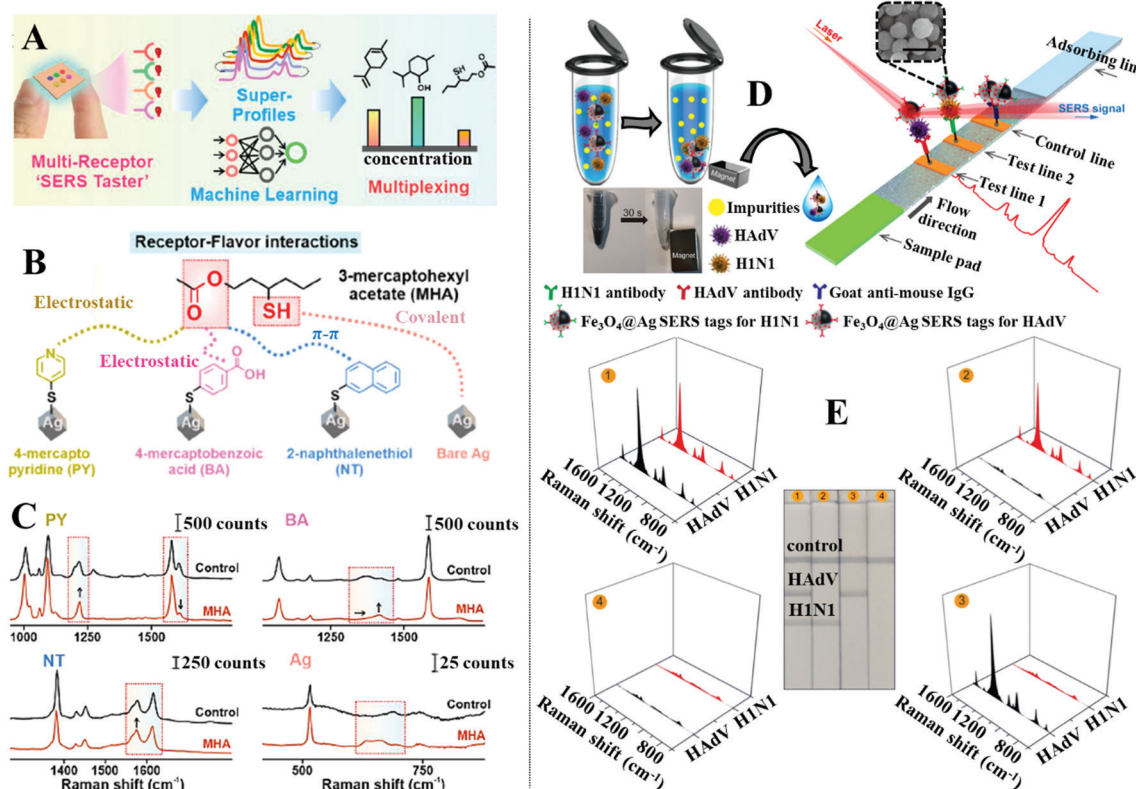 A
Multi-Receptor
'SERS Taster'
Super-
Profiles
Machine Learning
OH
SH
O
O
concentration
Multiplexing
B
Receptor-Flavor interactions
3-mercaptohexyl
acetate (MHA)
Electrostatic
O
O
SH
Covalent
Electrostatic
π-π
N
S
Ag
O
OH
S
Ag
S
Ag
Ag
4-mercapto
pyridine (PY)
4-mercaptobenzoic
acid (BA)
2-naphthalenethiol
(NT)
Bare Ag
C
PY
500 counts
Control
MHA
1000 1250 1500
BA
500 counts
Control
MHA
1250 1500
NT
250 counts
Control
MHA
1400 1500 1600
Raman shift (cm⁻¹)
Ag
25 counts
Control
MHA
500 750
Raman shift (cm⁻¹)
D
Magnet
30 s
Magnet
Impurities
HAdV
H1N1
Laser
Adsorbing lin
SERS signal
Control line
Test line 2
Test line 1
Flow
direction
Sample pad
H1N1 antibody
HAdV antibody
Goat anti-mouse IgG
Fe₃O₄@Ag SERS tags for H1N1
Fe₃O₄@Ag SERS tags for HAdV
E
1
1600
1200
800
Raman shift (cm⁻¹)
HAdV
H1N1
2
1600
1200
800
Raman shift (cm⁻¹)
HAdV
H1N1
1 2 3 4
control
HAdV
H1N1
4
1600
1200
800
Raman shift (cm⁻¹)
HAdV
H1N1
3
1600
1200
800
Raman shift (cm⁻¹)
HAdV
H1N1